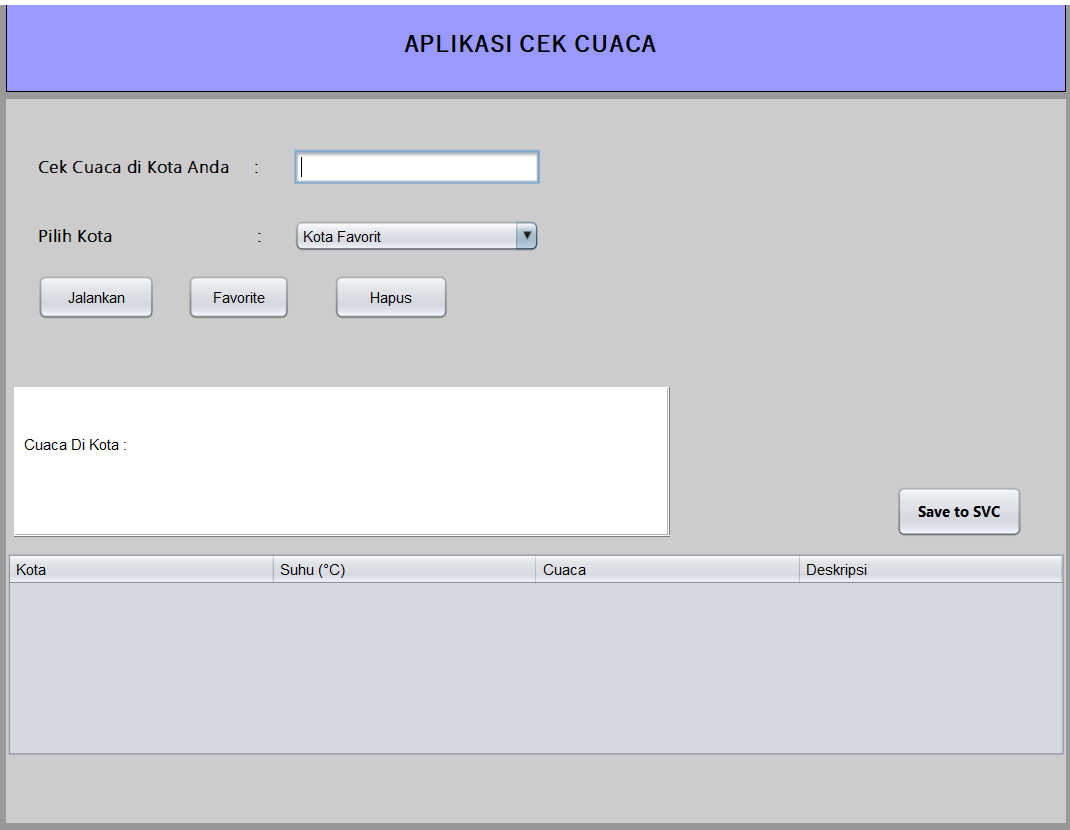 APLIKASI CEK CUACA
Cek Cuaca di Kota Anda :
Pilih Kota : Kota Favorit
Jalankan Favorite Hapus
Cuaca Di Kota :
Save to SVC
Kota Suhu (°C) Cuaca Deskripsi